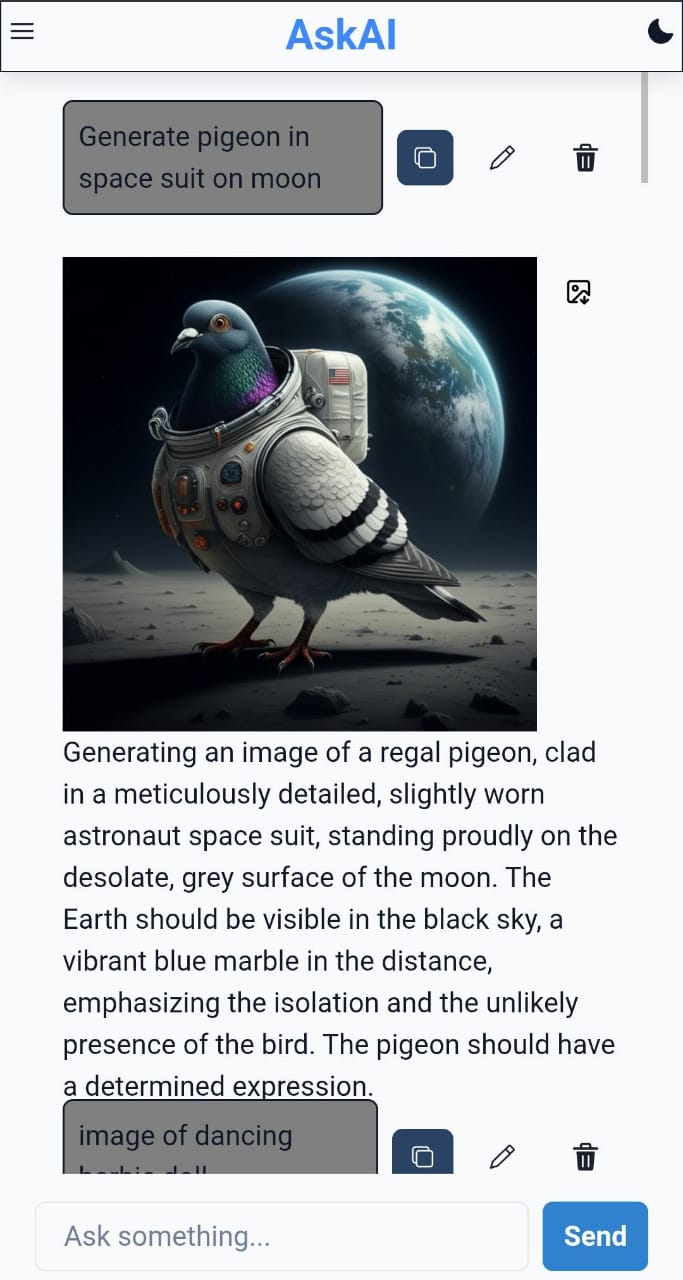 AskAI
Generate pigeon in
space suit on moon
Generating an image of a regal pigeon, clad
in a meticulously detailed, slightly worn
astronaut space suit, standing proudly on the
desolate, grey surface of the moon. The
Earth should be visible in the black sky, a
vibrant blue marble in the distance,
emphasizing the isolation and the unlikely
presence of the bird. The pigeon should have
a determined expression.
image of dancing
barbie doll
Ask something...
Send